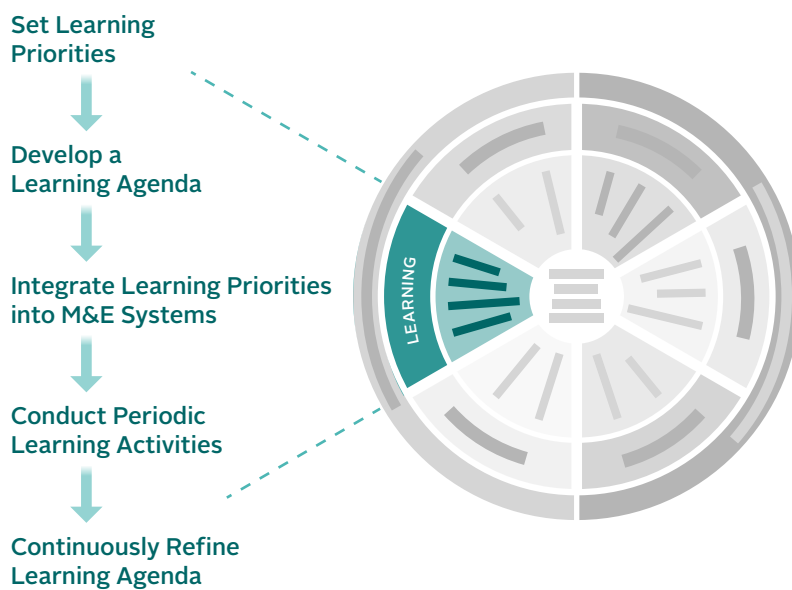 Set Learning
Priorities
Develop a
Learning Agenda
Integrate Learning Priorities
into M&E Systems
Conduct Periodic
Learning Activities
Continuously Refine
Learning Agenda
LEARNING